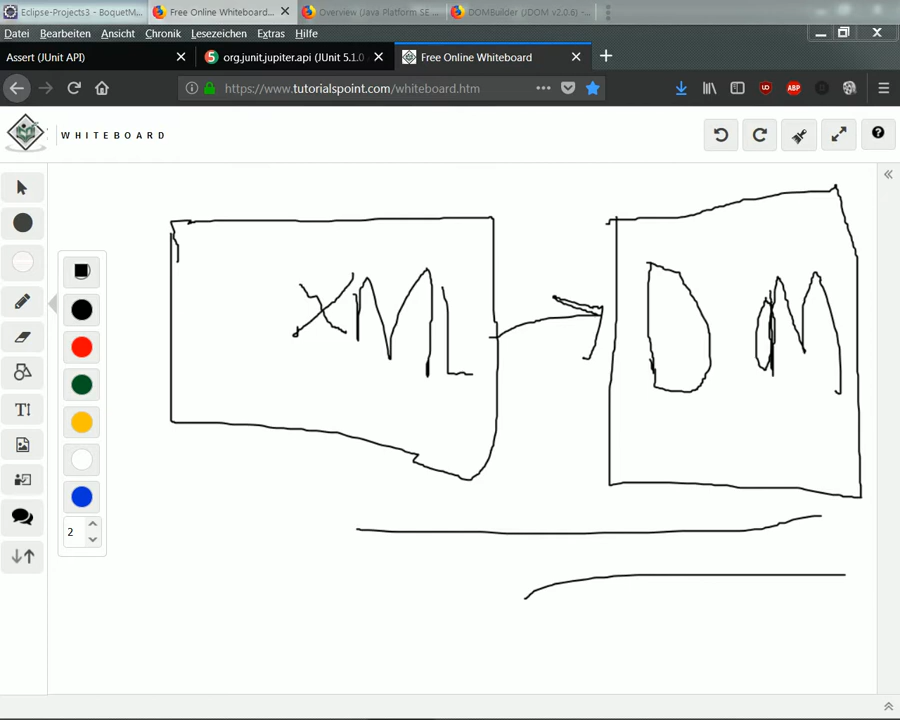 Eclipse-Projects3 - BoquetM...
Free Online Whiteboard...
Overview (Java Platform SE ...
DOMBuilder (JDOM v2.0.6) - ...
Datei Bearbeiten Ansicht Chronik Lesezeichen Extras Hilfe
Assert (JUnit API)
org.junit.jupiter.api (JUnit 5.1.0
Free Online Whiteboard
https://www.tutorialspoint.com/whiteboard.htm
WHITEBOARD
XML
DOM
2